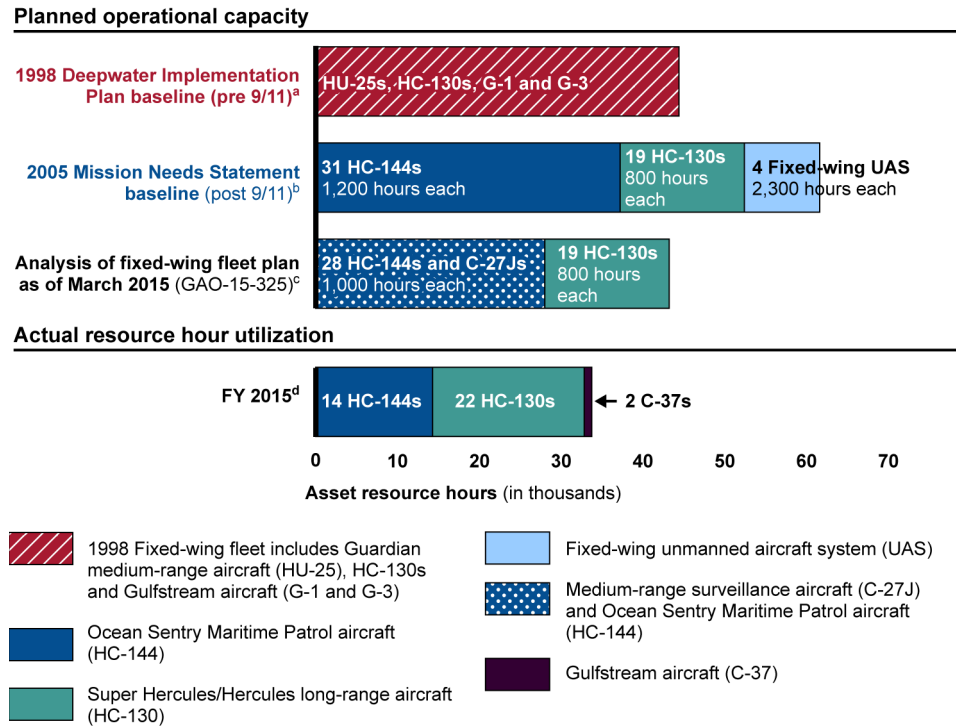 Planned operational capacity
1998 Deepwater Implementation
Plan baseline (pre 9/11)ᵃ
HU-25s, HC-130s, G-1 and G-3
2005 Mission Needs Statement
baseline (post 9/11)ᵇ
31 HC-144s
1,200 hours each
19 HC-130s
800 hours
each
4 Fixed-wing UAS
2,300 hours each
Analysis of fixed-wing fleet plan
as of March 2015 (GAO-15-325)ᶜ
28 HC-144s and C-27Js
1,000 hours each
19 HC-130s
800 hours
each
Actual resource hour utilization
FY 2015ᵈ
14 HC-144s
22 HC-130s
2 C-37s
0 10 20 30 40 50 60 70
Asset resource hours (in thousands)
1998 Fixed-wing fleet includes Guardian
medium-range aircraft (HU-25), HC-130s
and Gulfstream aircraft (G-1 and G-3)
Ocean Sentry Maritime Patrol aircraft
(HC-144)
Super Hercules/Hercules long-range aircraft
(HC-130)
Fixed-wing unmanned aircraft system (UAS)
Medium-range surveillance aircraft (C-27J)
and Ocean Sentry Maritime Patrol aircraft
(HC-144)
Gulfstream aircraft (C-37)